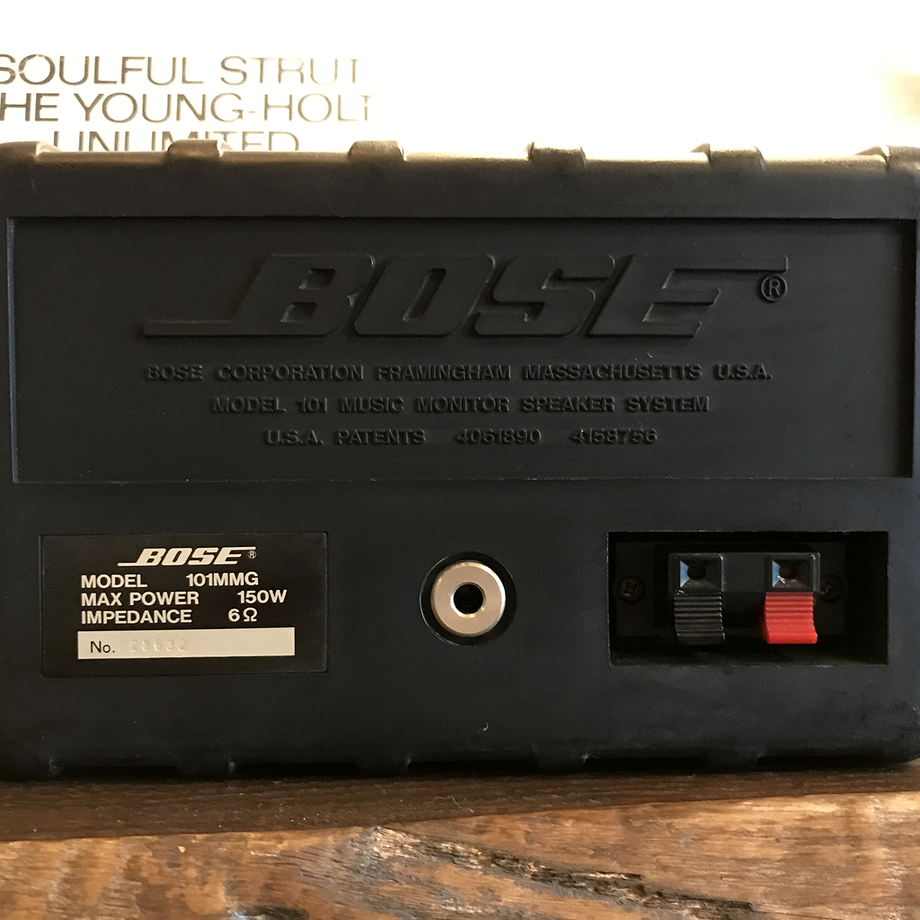 SOULFUL STRUT
HE YOUNG-HOLT
UNLIMITED
BOSE®
BOSE CORPORATION FRAMINGHAM MASSACHUSETTS U.S.A.
MODEL 101 MUSIC MONITOR SPEAKER SYSTEM
U.S.A. PATENTS 4061890 4158756
BOSE®
MODEL 101MMG
MAX POWER 150W
IMPEDANCE 6Ω
No.